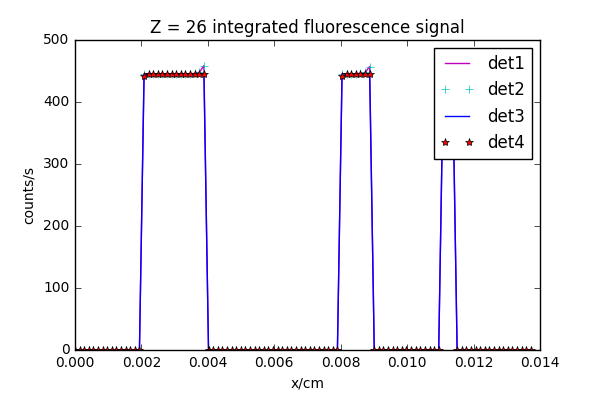 Z = 26 integrated fluorescence signal
500
400
300
200
100
0
counts/s
det1
det2
det3
det4
0.000 0.002 0.004 0.006 0.008 0.010 0.012 0.014
x/cm